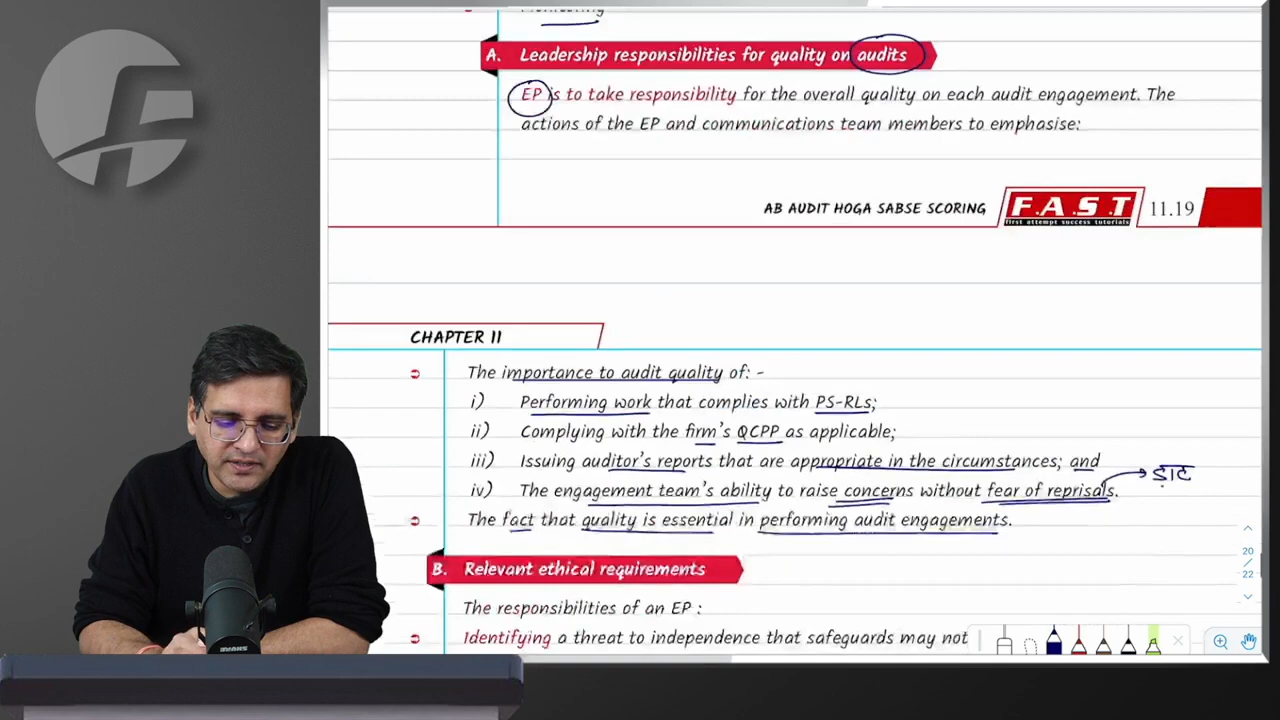 Monitoring
A. Leadership responsibilities for quality on audits
EP is to take responsibility for the overall quality on each audit engagement. The
actions of the EP and communications team members to emphasise:
AB AUDIT HOGA SABSE SCORING
F.A.S.T
first attempt success tutorials
11.19
CHAPTER 11
The importance to audit quality of: -
i) Performing work that complies with PS-RLs;
ii) Complying with the firm's QCPP as applicable;
iii) Issuing auditor's reports that are appropriate in the circumstances; and
iv) The engagement team's ability to raise concerns without fear of reprisals.
The fact that quality is essential in performing audit engagements.
B. Relevant ethical requirements
The responsibilities of an EP :
Identifying a threat to independence that safeguards may not
20
/
22